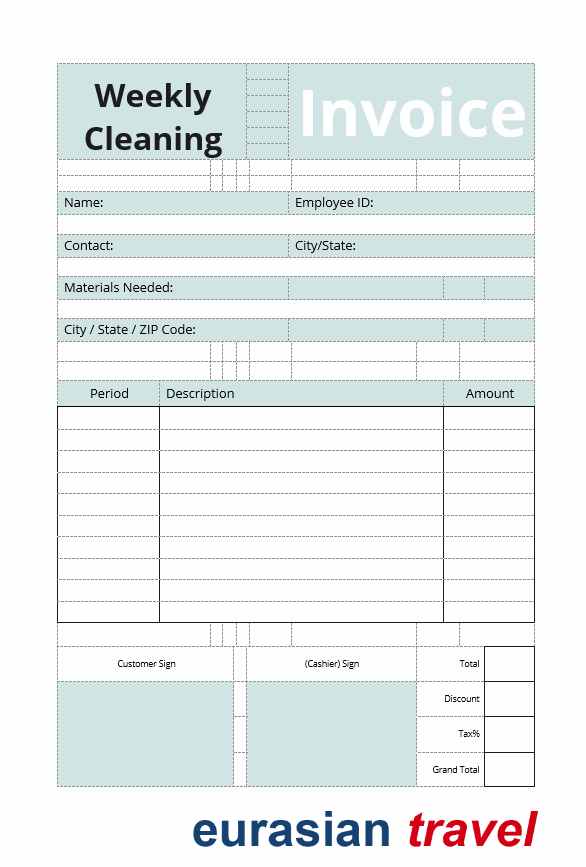 Weekly
Cleaning
Invoice
Name:
Employee ID:
Contact:
City/State:
Materials Needed:
City / State / ZIP Code:
Period
Description
Amount
Customer Sign
(Cashier) Sign
Total
Discount
Tax%
Grand Total
eurasian travel